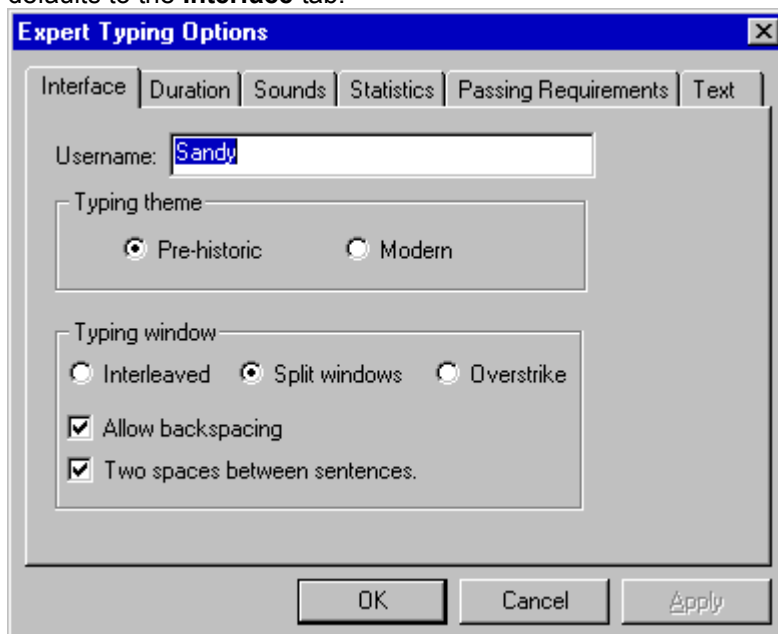 defaults to the Interface tab.
Expert Typing Options
Interface Duration Sounds Statistics Passing Requirements Text
Username: Sandy
Typing theme
Pre-historic Modern
Typing window
Interleaved Split windows Overstrike
Allow backspacing
Two spaces between sentences.
OK Cancel Apply